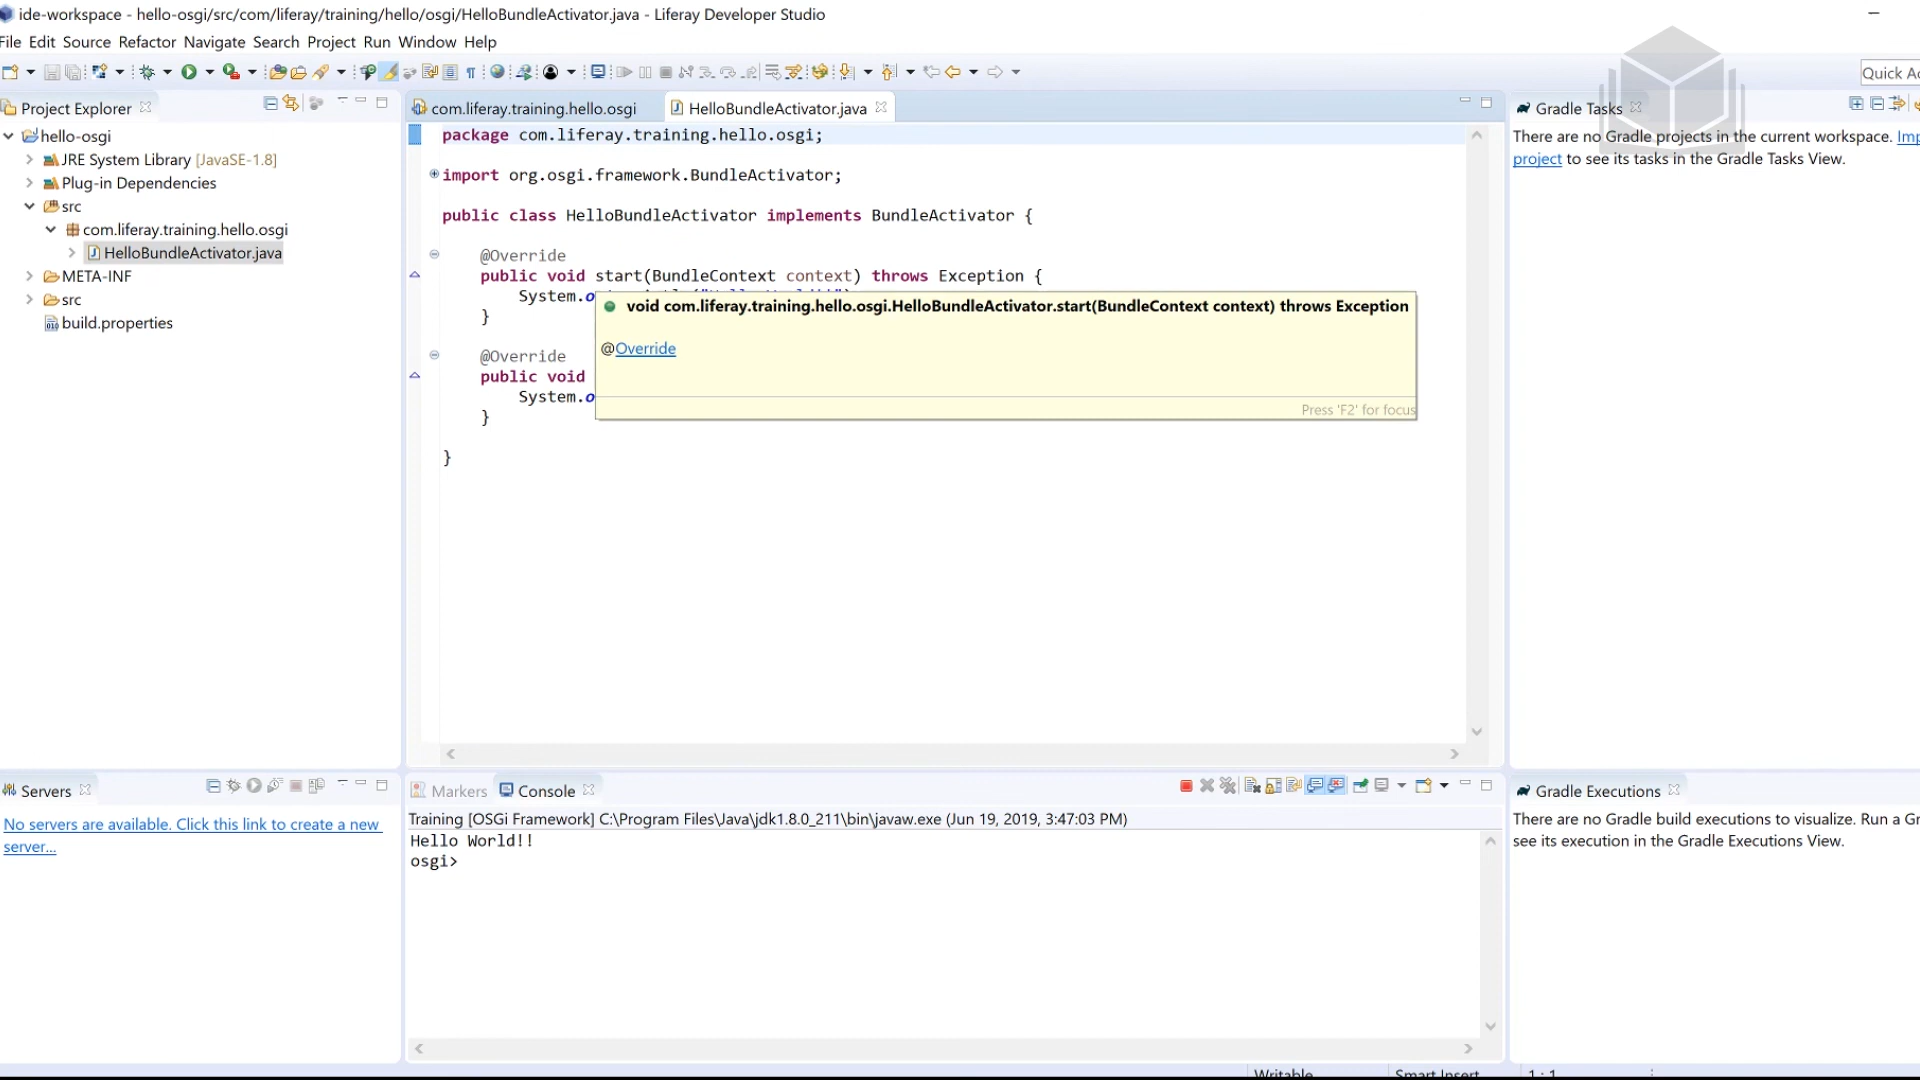 ide-workspace - hello-osgi/src/com/liferay/training/hello/osgi/HelloBundleActivator.java - Liferay Developer Studio
File Edit Source Refactor Navigate Search Project Run Window Help
Quick Ac
Project Explorer
hello-osgi
JRE System Library [JavaSE-1.8]
Plug-in Dependencies
src
com.liferay.training.hello.osgi
HelloBundleActivator.java
META-INF
src
build.properties
com.liferay.training.hello.osgi
HelloBundleActivator.java
package com.liferay.training.hello.osgi;
import org.osgi.framework.BundleActivator;
public class HelloBundleActivator implements BundleActivator {
@Override
public void start(BundleContext context) throws Exception {
System.o
}
@Override
public void
System.o
}
}
void com.liferay.training.hello.osgi.HelloBundleActivator.start(BundleContext context) throws Exception
@Override
Press 'F2' for focus
Gradle Tasks
There are no Gradle projects in the current workspace. Imp
project to see its tasks in the Gradle Tasks View.
Servers
No servers are available. Click this link to create a new
server...
Markers
Console
Training [OSGi Framework] C:\Program Files\Java\jdk1.8.0_211\bin\javaw.exe (Jun 19, 2019, 3:47:03 PM)
Hello World!!
osgi>
Gradle Executions
There are no Gradle build executions to visualize. Run a Gr
see its execution in the Gradle Executions View.
Writable
Smart Insert
1 : 1